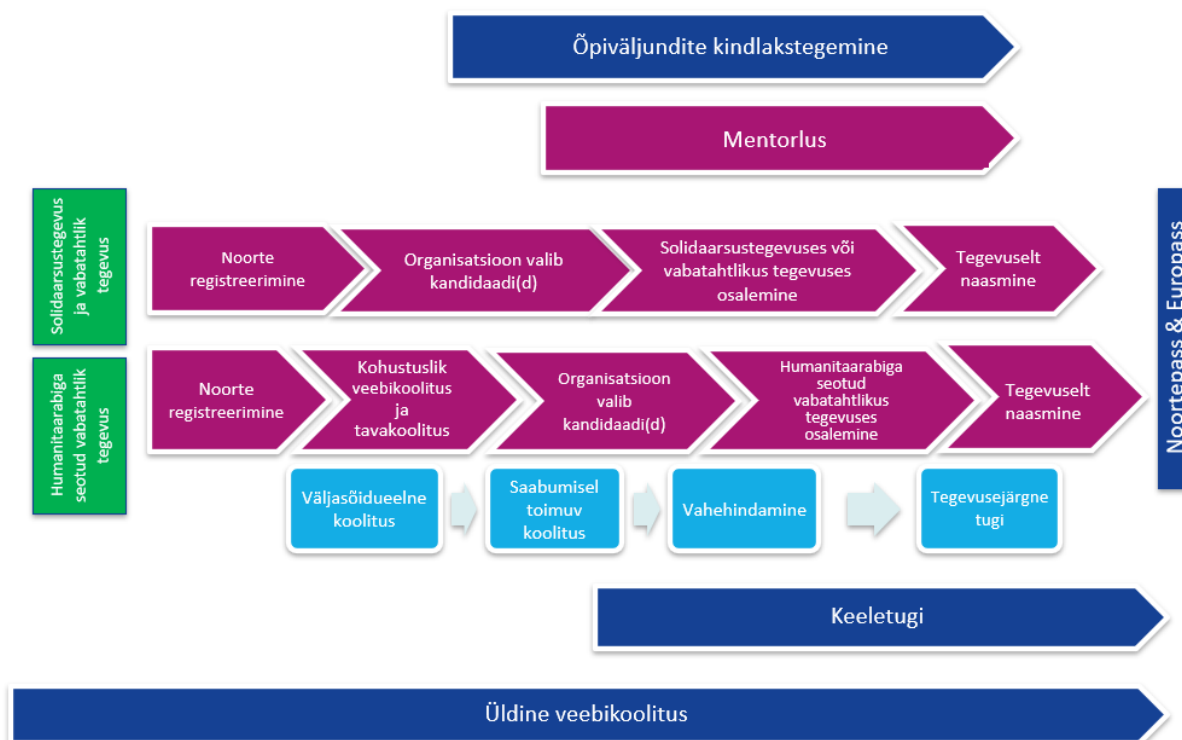 Õpiväljundite kindlakstegemine
Mentorlus
Solidaarsustegevus
ja vabatahtlik
tegevus
Noorte
registreerimine
Organisatsioon valib
kandidaadi(d)
Solidaarsustegevuses või
vabatahtlikus tegevuses
osalemine
Tegevuselt
naasmine
Humanitaarabiga
seotud vabatahtlik
tegevus
Noorte
registreerimine
Kohustuslik
veebikoolitus
ja
tavakoolitus
Organisatsioon
valib
kandidaadi(d)
Humanitaarabiga
seotud
vabatahtlikus
tegevuses
osalemine
Tegevuselt
naasmine
Noortepass & Europass
Väljasõidueelne
koolitus
Saabumisel
toimuv
koolitus
Vahehindamine
Tegevusejärgne
tugi
Keeletugi
Üldine veebikoolitus